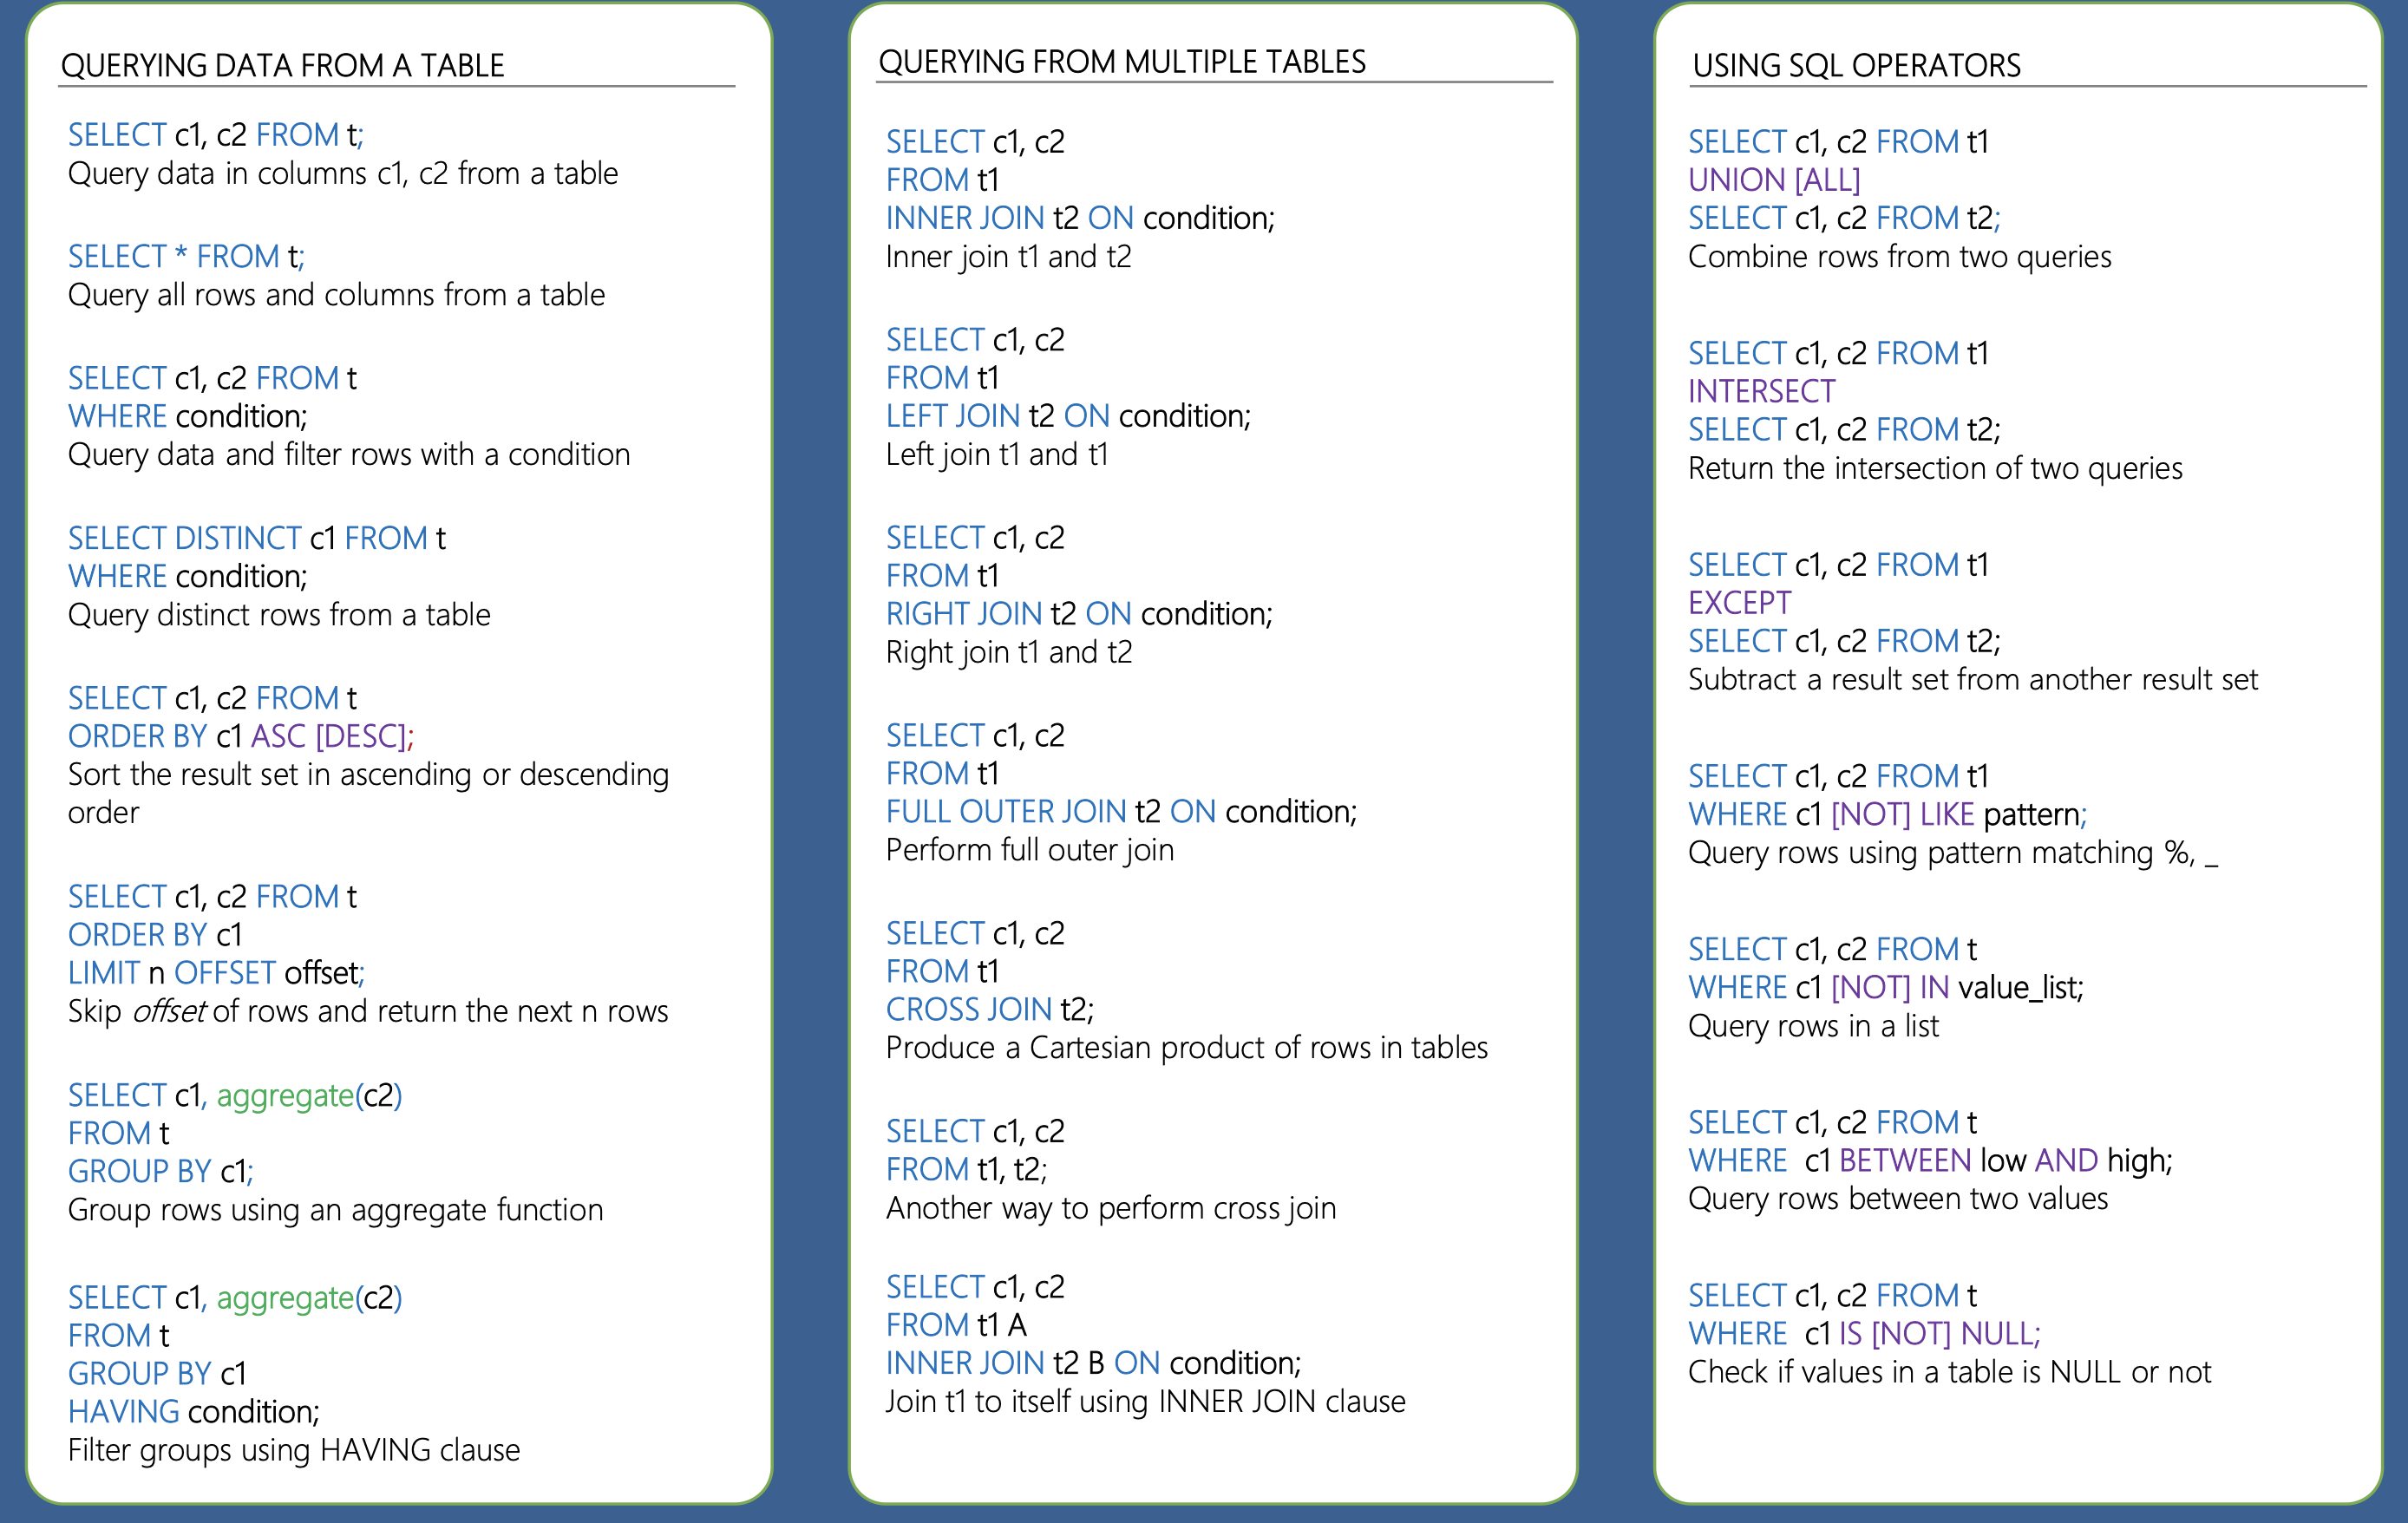 QUERYING DATA FROM A TABLE
SELECT c1, c2 FROM t;
Query data in columns c1, c2 from a table
SELECT * FROM t;
Query all rows and columns from a table
SELECT c1, c2 FROM t
WHERE condition;
Query data and filter rows with a condition
SELECT DISTINCT c1 FROM t
WHERE condition;
Query distinct rows from a table
SELECT c1, c2 FROM t
ORDER BY c1 ASC [DESC];
Sort the result set in ascending or descending
order
SELECT c1, c2 FROM t
ORDER BY c1
LIMIT n OFFSET offset;
Skip offset of rows and return the next n rows
SELECT c1, aggregate(c2)
FROM t
GROUP BY c1;
Group rows using an aggregate function
SELECT c1, aggregate(c2)
FROM t
GROUP BY c1
HAVING condition;
Filter groups using HAVING clause
QUERYING FROM MULTIPLE TABLES
SELECT c1, c2
FROM t1
INNER JOIN t2 ON condition;
Inner join t1 and t2
SELECT c1, c2
FROM t1
LEFT JOIN t2 ON condition;
Left join t1 and t1
SELECT c1, c2
FROM t1
RIGHT JOIN t2 ON condition;
Right join t1 and t2
SELECT c1, c2
FROM t1
FULL OUTER JOIN t2 ON condition;
Perform full outer join
SELECT c1, c2
FROM t1
CROSS JOIN t2;
Produce a Cartesian product of rows in tables
SELECT c1, c2
FROM t1, t2;
Another way to perform cross join
SELECT c1, c2
FROM t1 A
INNER JOIN t2 B ON condition;
Join t1 to itself using INNER JOIN clause
USING SQL OPERATORS
SELECT c1, c2 FROM t1
UNION [ALL]
SELECT c1, c2 FROM t2;
Combine rows from two queries
SELECT c1, c2 FROM t1
INTERSECT
SELECT c1, c2 FROM t2;
Return the intersection of two queries
SELECT c1, c2 FROM t1
EXCEPT
SELECT c1, c2 FROM t2;
Subtract a result set from another result set
SELECT c1, c2 FROM t1
WHERE c1 [NOT] LIKE pattern;
Query rows using pattern matching %, _
SELECT c1, c2 FROM t
WHERE c1 [NOT] IN value_list;
Query rows in a list
SELECT c1, c2 FROM t
WHERE c1 BETWEEN low AND high;
Query rows between two values
SELECT c1, c2 FROM t
WHERE c1 IS [NOT] NULL;
Check if values in a table is NULL or not